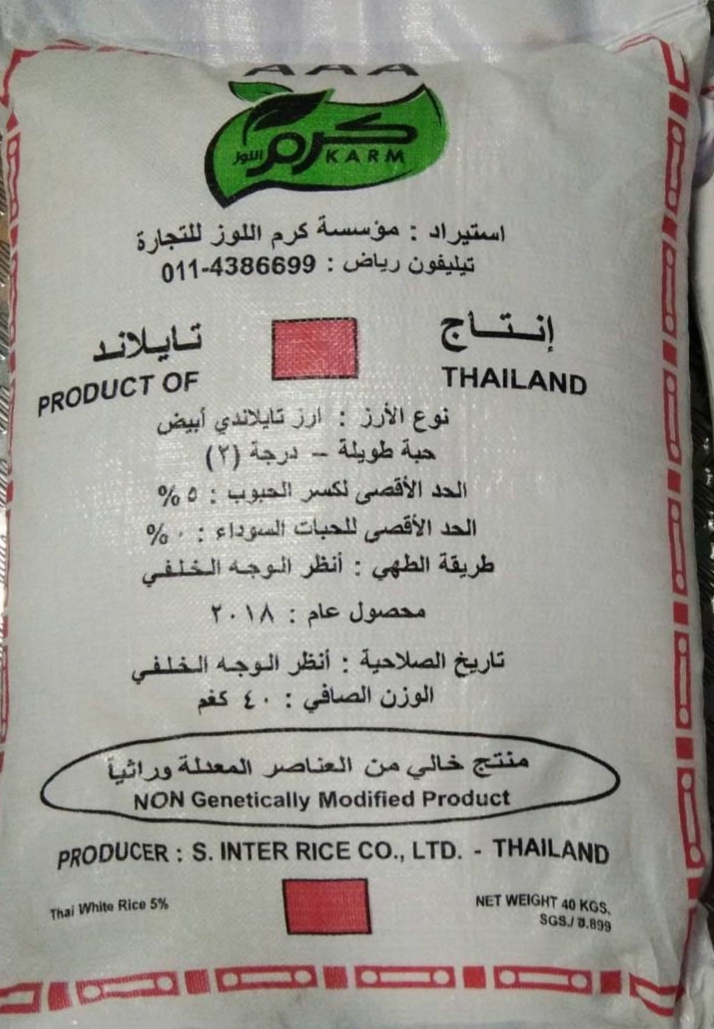 AAA
كرم اللوز
KARM
استيراد : مؤسسة كرم اللوز للتجارة
تيليفون رياض : 011-4386699
إنتاج تايلاند
PRODUCT OF THAILAND
نوع الأرز : ارز تايلاندي أبيض
حبة طويلة – درجة (٢)
الحد الأقصى لكسر الحبوب : ٥ %
الحد الأقصى للحبات السوداء : ٠ %
طريقة الطهي : أنظر الوجه الخلفي
محصول عام : ٢٠١٨
تاريخ الصلاحية : أنظر الوجه الخلفي
الوزن الصافي : ٤٠ كغم
منتج خالي من العناصر المعدلة وراثياً
NON Genetically Modified Product
PRODUCER : S. INTER RICE CO., LTD. - THAILAND
Thai White Rice 5%
NET WEIGHT 40 KGS.
SGS./ ส.899